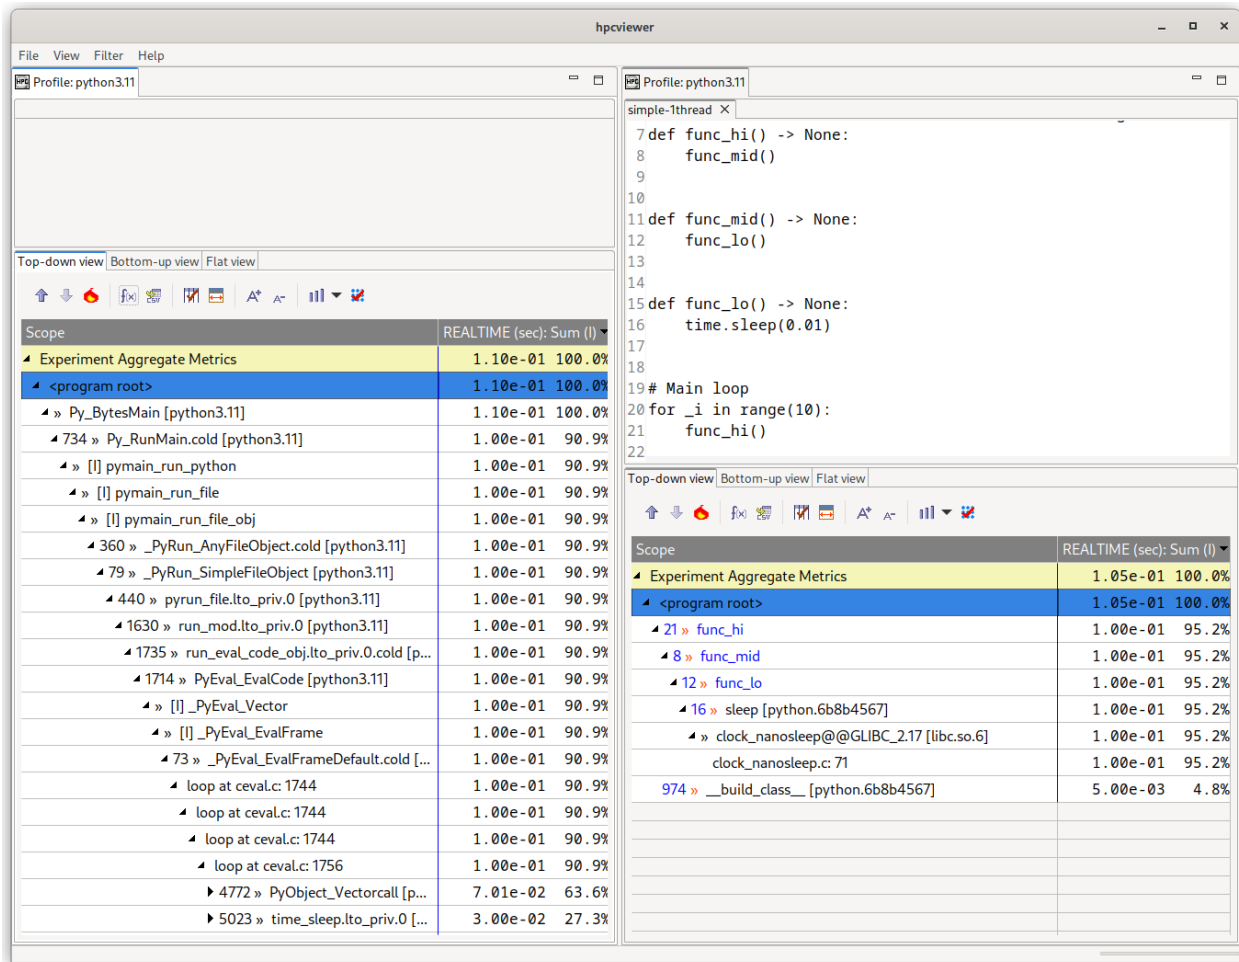 hpcviewer
File View Filter Help
Profile: python3.11
Top-down view Bottom-up view Flat view
Scope REALTIME (sec): Sum (I)
Experiment Aggregate Metrics 1.10e-01 100.0%
<program root> 1.10e-01 100.0%
» Py_BytesMain [python3.11] 1.10e-01 100.0%
734 » Py_RunMain.cold [python3.11] 1.00e-01 90.9%
» [I] pymain_run_python 1.00e-01 90.9%
» [I] pymain_run_file 1.00e-01 90.9%
» [I] pymain_run_file_obj 1.00e-01 90.9%
360 » _PyRun_AnyFileObject.cold [python3.11] 1.00e-01 90.9%
79 » _PyRun_SimpleFileObject [python3.11] 1.00e-01 90.9%
440 » pyrun_file.lto_priv.0 [python3.11] 1.00e-01 90.9%
1630 » run_mod.lto_priv.0 [python3.11] 1.00e-01 90.9%
1735 » run_eval_code_obj.lto_priv.0.cold [p... 1.00e-01 90.9%
1714 » PyEval_EvalCode [python3.11] 1.00e-01 90.9%
» [I] _PyEval_Vector 1.00e-01 90.9%
» [I] _PyEval_EvalFrame 1.00e-01 90.9%
73 » _PyEval_EvalFrameDefault.cold [... 1.00e-01 90.9%
loop at ceval.c: 1744 1.00e-01 90.9%
loop at ceval.c: 1744 1.00e-01 90.9%
loop at ceval.c: 1744 1.00e-01 90.9%
loop at ceval.c: 1756 1.00e-01 90.9%
4772 » PyObject_Vectorcall [p... 7.01e-02 63.6%
5023 » time_sleep.lto_priv.0 [... 3.00e-02 27.3%
Profile: python3.11
simple-1thread
7 def func_hi() -> None:
8 func_mid()
9
10
11 def func_mid() -> None:
12 func_lo()
13
14
15 def func_lo() -> None:
16 time.sleep(0.01)
17
18
19 # Main loop
20 for _i in range(10):
21 func_hi()
22
Top-down view Bottom-up view Flat view
Scope REALTIME (sec): Sum (I)
Experiment Aggregate Metrics 1.05e-01 100.0%
<program root> 1.05e-01 100.0%
21 » func_hi 1.00e-01 95.2%
8 » func_mid 1.00e-01 95.2%
12 » func_lo 1.00e-01 95.2%
16 » sleep [python.6b8b4567] 1.00e-01 95.2%
» clock_nanosleep@@GLIBC_2.17 [libc.so.6] 1.00e-01 95.2%
clock_nanosleep.c: 71 1.00e-01 95.2%
974 » __build_class__ [python.6b8b4567] 5.00e-03 4.8%